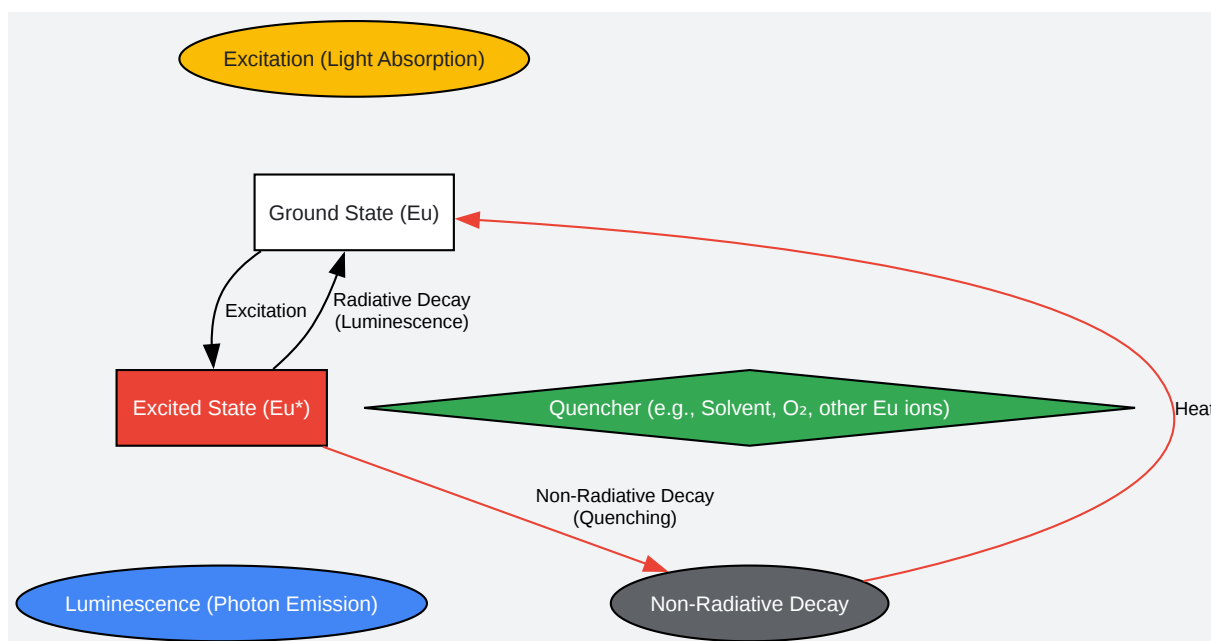 Excitation (Light Absorption)
Ground State (Eu)
Excitation
Radiative Decay
(Luminescence)
Excited State (Eu*)
Quencher (e.g., Solvent, O₂, other Eu ions)
Heat
Non-Radiative Decay
(Quenching)
Luminescence (Photon Emission)
Non-Radiative Decay